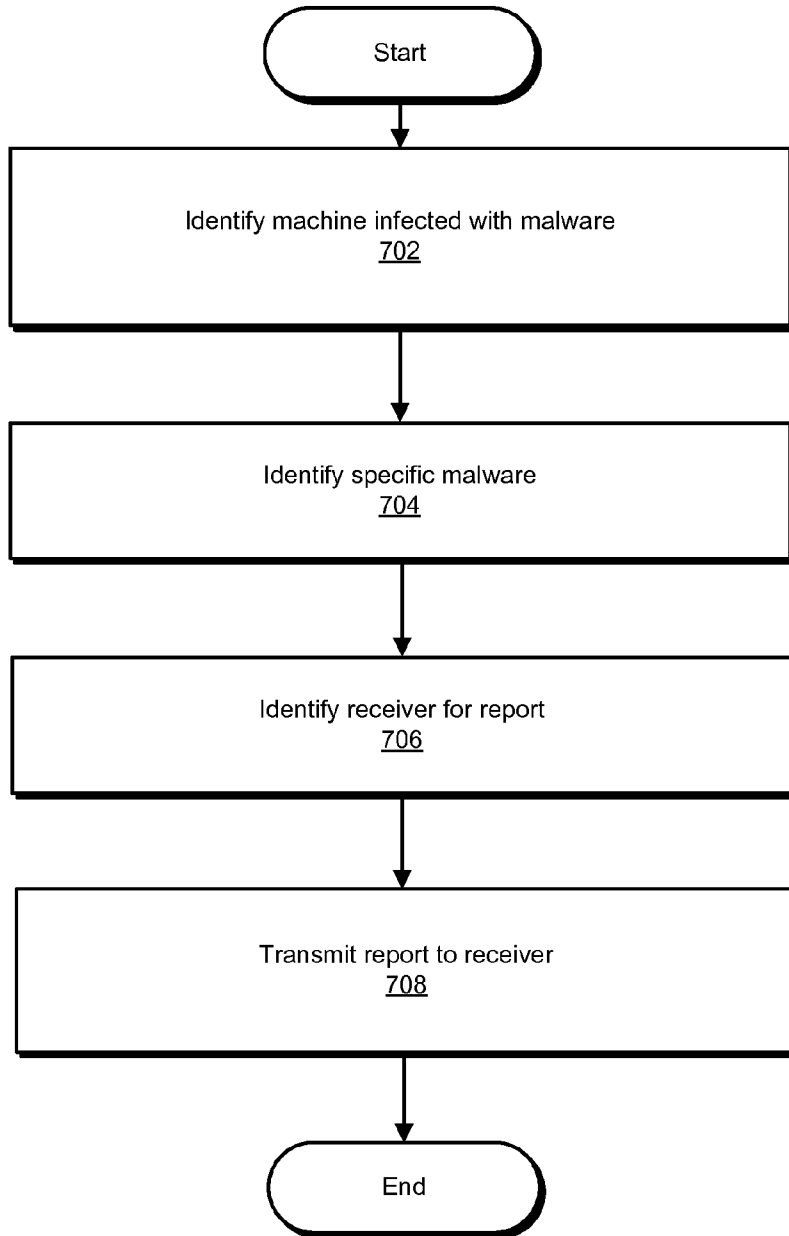 Start
Identify machine infected with malware
702
Identify specific malware
704
Identify receiver for report
706
Transmit report to receiver
708
End